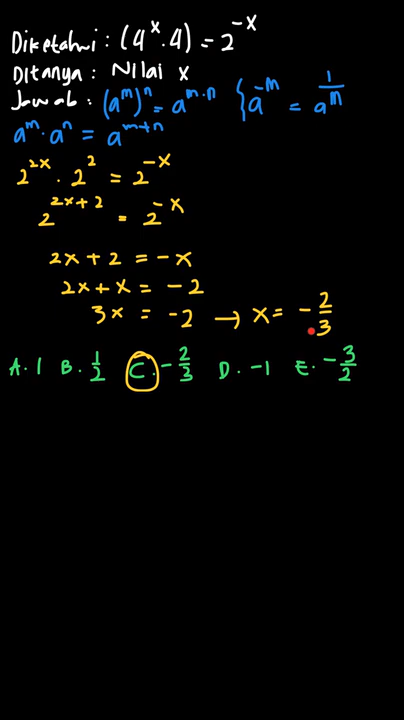 Diketahui : (4^x . 4) = 2^-x
Ditanya : Nilai x
Jawab : (a^m)^n = a^m.n { a^-m = 1/a^m
a^m . a^n = a^m+n
2^2x . 2^2 = 2^-x
2^2x+2 = 2^-x
2x + 2 = -x
2x + x = -2
3x = -2 → x = -2/3
A. 1 B. 1/2 C. -2/3 D. -1 E. -3/2